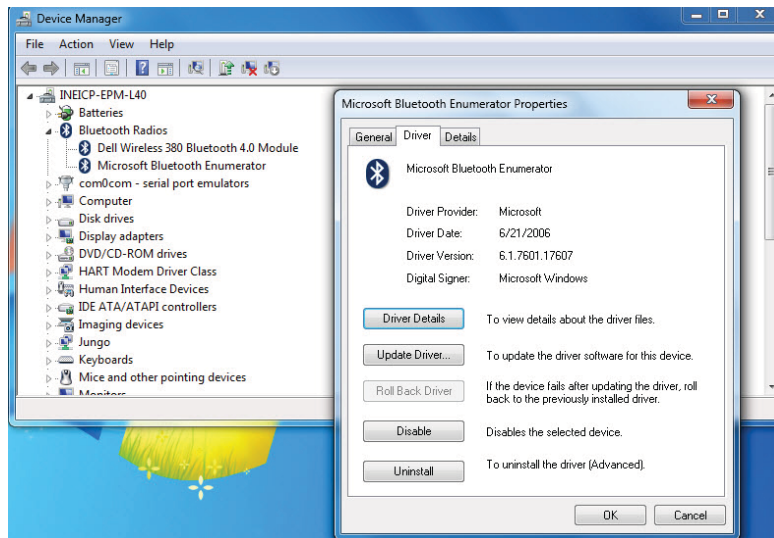 Device Manager
File Action View Help
INEICP-EPM-L40
Batteries
Bluetooth Radios
Dell Wireless 380 Bluetooth 4.0 Module
Microsoft Bluetooth Enumerator
com0com - serial port emulators
Computer
Disk drives
Display adapters
DVD/CD-ROM drives
HART Modem Driver Class
Human Interface Devices
IDE ATA/ATAPI controllers
Imaging devices
Jungo
Keyboards
Mice and other pointing devices
Monitors
Microsoft Bluetooth Enumerator Properties
General Driver Details
Microsoft Bluetooth Enumerator
Driver Provider: Microsoft
Driver Date: 6/21/2006
Driver Version: 6.1.7601.17607
Digital Signer: Microsoft Windows
Driver Details To view details about the driver files.
Update Driver... To update the driver software for this device.
Roll Back Driver If the device fails after updating the driver, roll
back to the previously installed driver.
Disable Disables the selected device.
Uninstall To uninstall the driver (Advanced).
OK Cancel